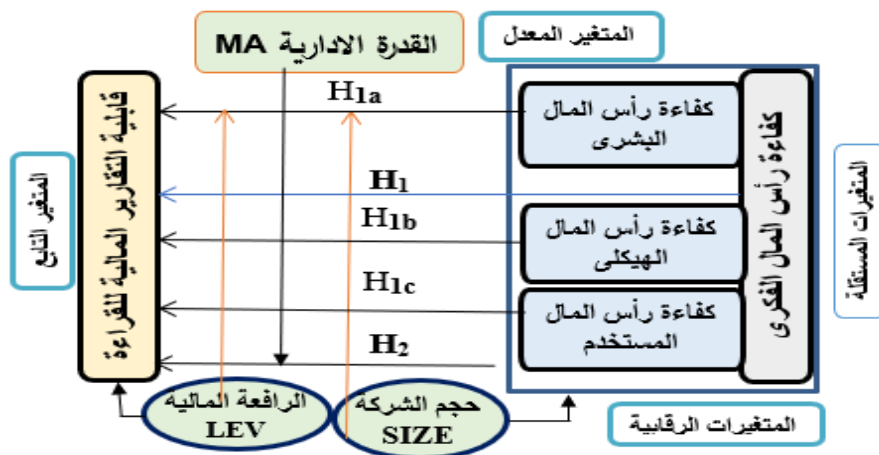 القدرة الادارية MA
المتغير المعدل
المتغيرات المستقلة
كفاءة رأس المال الفكرى
كفاءة رأس المال
البشرى
كفاءة رأس المال
الهيكلى
كفاءة رأس المال
المستخدم
H1a
H1
H1b
H1c
H2
قابلية التقارير المالية للقراءة
المتغير التابع
حجم الشركة
SIZE
الرافعة المالية
LEV
المتغيرات الرقابية